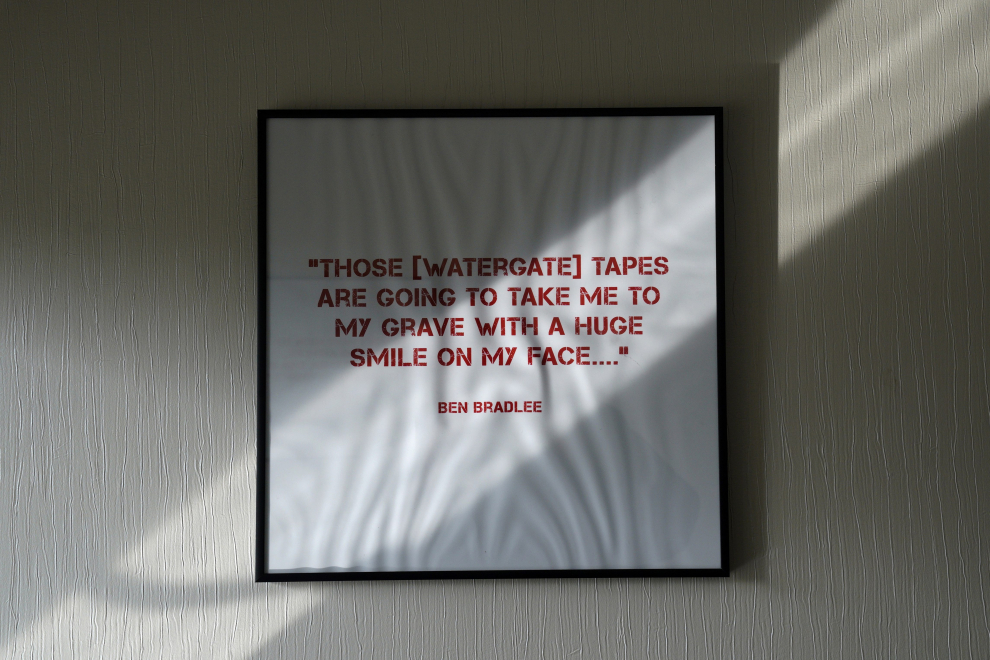 "THOSE [WATERGATE] TAPES
ARE GOING TO TAKE ME TO
MY GRAVE WITH A HUGE
SMILE ON MY FACE...."
BEN BRADLEE